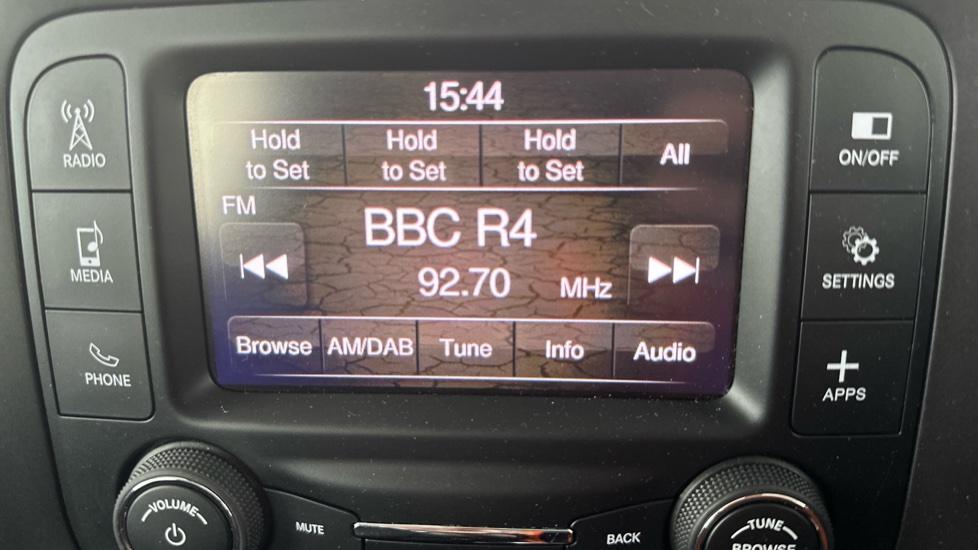 15:44
Hold Hold Hold All
to Set to Set to Set
FM
BBC R4
92.70 MHz
Browse AM/DAB Tune Info Audio
RADIO
MEDIA
PHONE
ON/OFF
SETTINGS
APPS
VOLUME
MUTE
BACK
TUNE
BROWSE